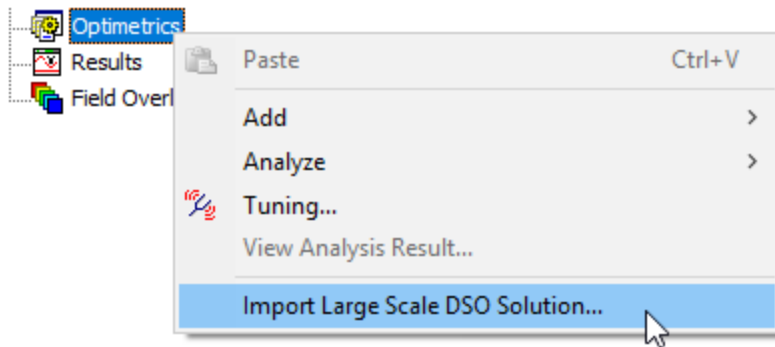 Optimetrics
Results
Field Overl
Paste Ctrl+V
Add
Analyze
Tuning...
View Analysis Result...
Import Large Scale DSO Solution...